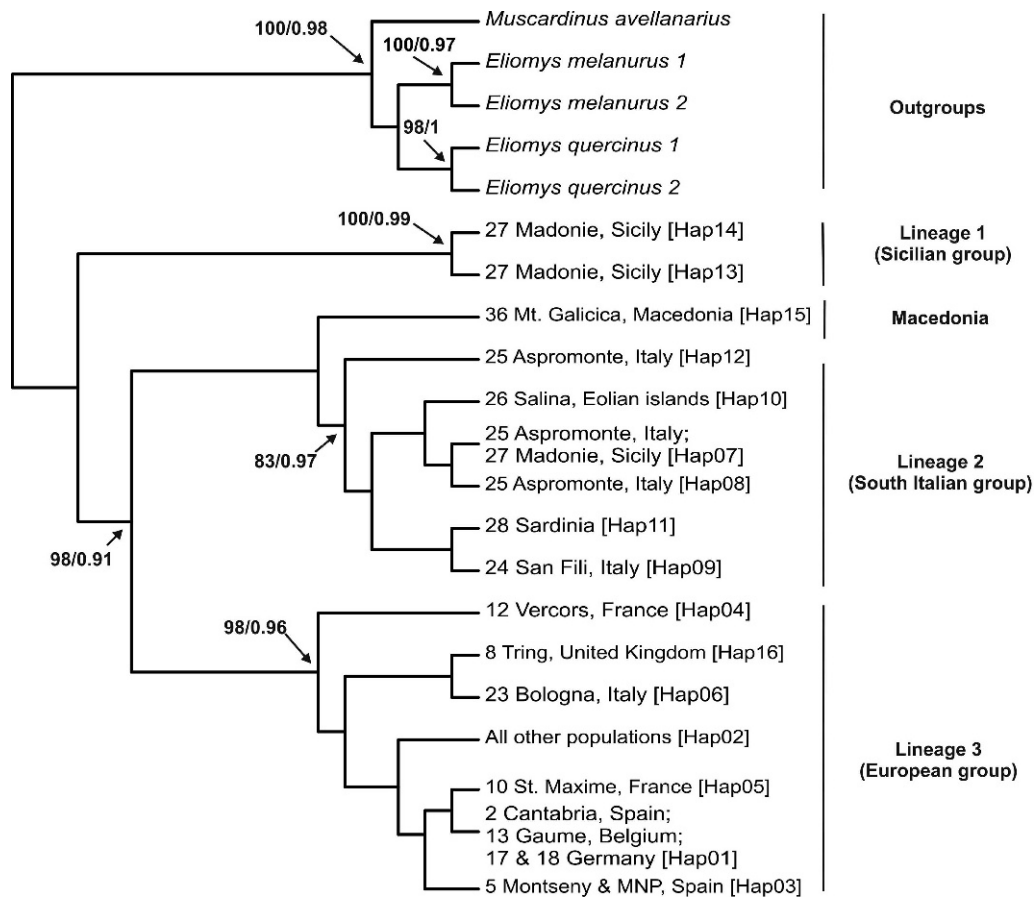 100/0.98
Muscardinus avellanarius
100/0.97
Eliomys melanurus 1
Eliomys melanurus 2
98/1
Eliomys quercinus 1
Eliomys quercinus 2
Outgroups
100/0.99
27 Madonie, Sicily [Hap14]
27 Madonie, Sicily [Hap13]
Lineage 1
(Sicilian group)
36 Mt. Galicica, Macedonia [Hap15]
Macedonia
25 Aspromonte, Italy [Hap12]
26 Salina, Eolian islands [Hap10]
25 Aspromonte, Italy;
27 Madonie, Sicily [Hap07]
25 Aspromonte, Italy [Hap08]
28 Sardinia [Hap11]
24 San Fili, Italy [Hap09]
83/0.97
Lineage 2
(South Italian group)
98/0.91
98/0.96
12 Vercors, France [Hap04]
8 Tring, United Kingdom [Hap16]
23 Bologna, Italy [Hap06]
All other populations [Hap02]
10 St. Maxime, France [Hap05]
2 Cantabria, Spain;
13 Gaume, Belgium;
17 & 18 Germany [Hap01]
5 Montseny & MNP, Spain [Hap03]
Lineage 3
(European group)